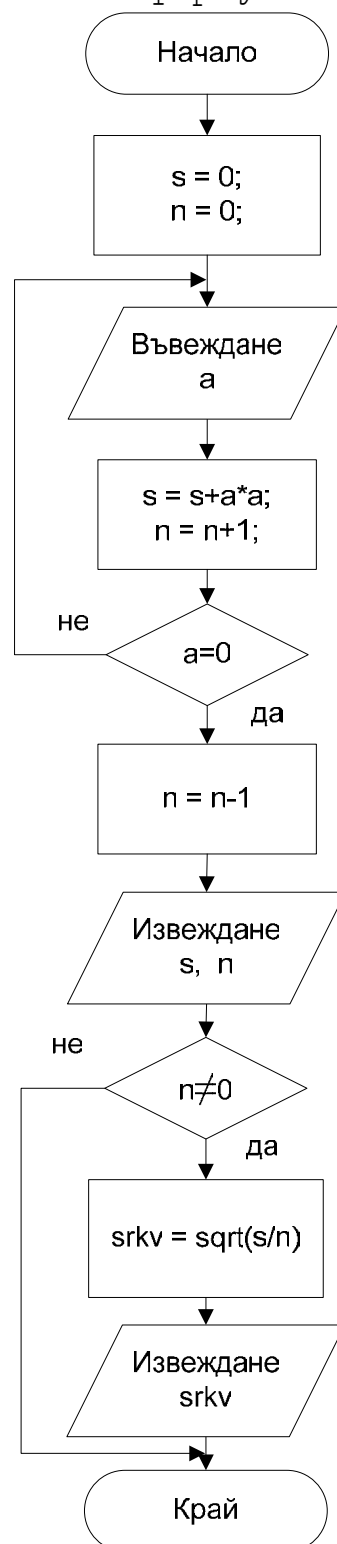 Начало
s = 0;
n = 0;
Въвеждане
a
s = s+a*a;
n = n+1;
не
a=0
да
n = n-1
Извеждане
s, n
не
n≠0
да
srkv = sqrt(s/n)
Извеждане
srkv
Край